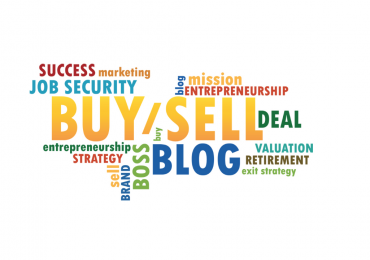 SUCCESS marketing
JOB SECURITY
blog
mission
ENTREPRENEURSHIP
BUY/SELL
buy
DEAL
entrepreneurship
STRATEGY
sell
BRAND
BOSS
BLOG
VALUATION
RETIREMENT
exit strategy